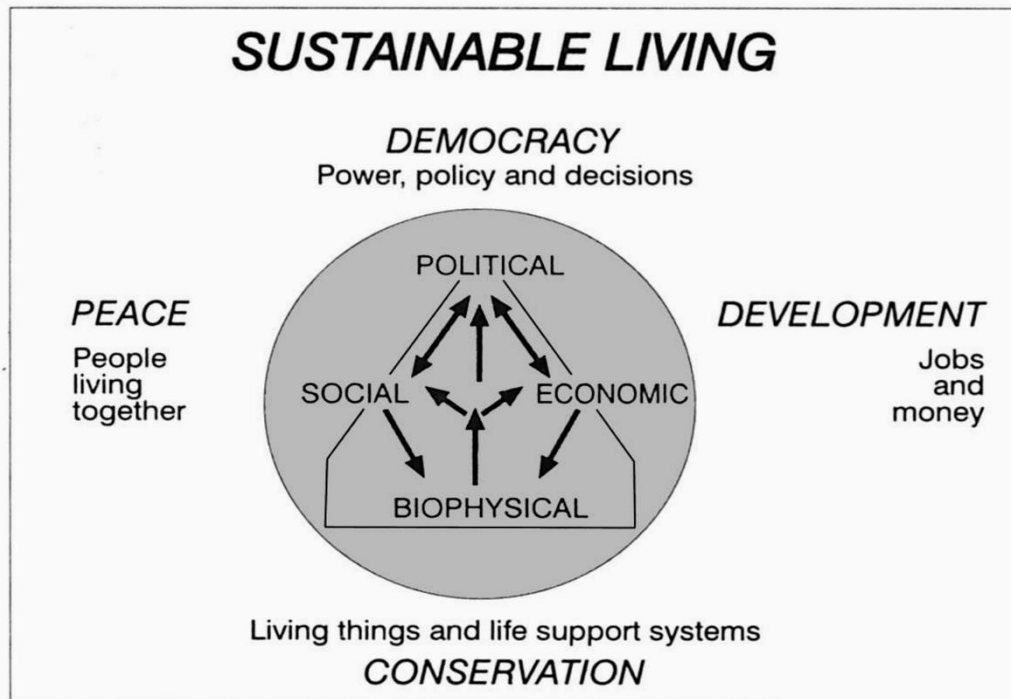 SUSTAINABLE LIVING
DEMOCRACY
Power, policy and decisions
POLITICAL
PEACE
People
living
together
SOCIAL
ECONOMIC
DEVELOPMENT
Jobs
and
money
BIOPHYSICAL
Living things and life support systems
CONSERVATION